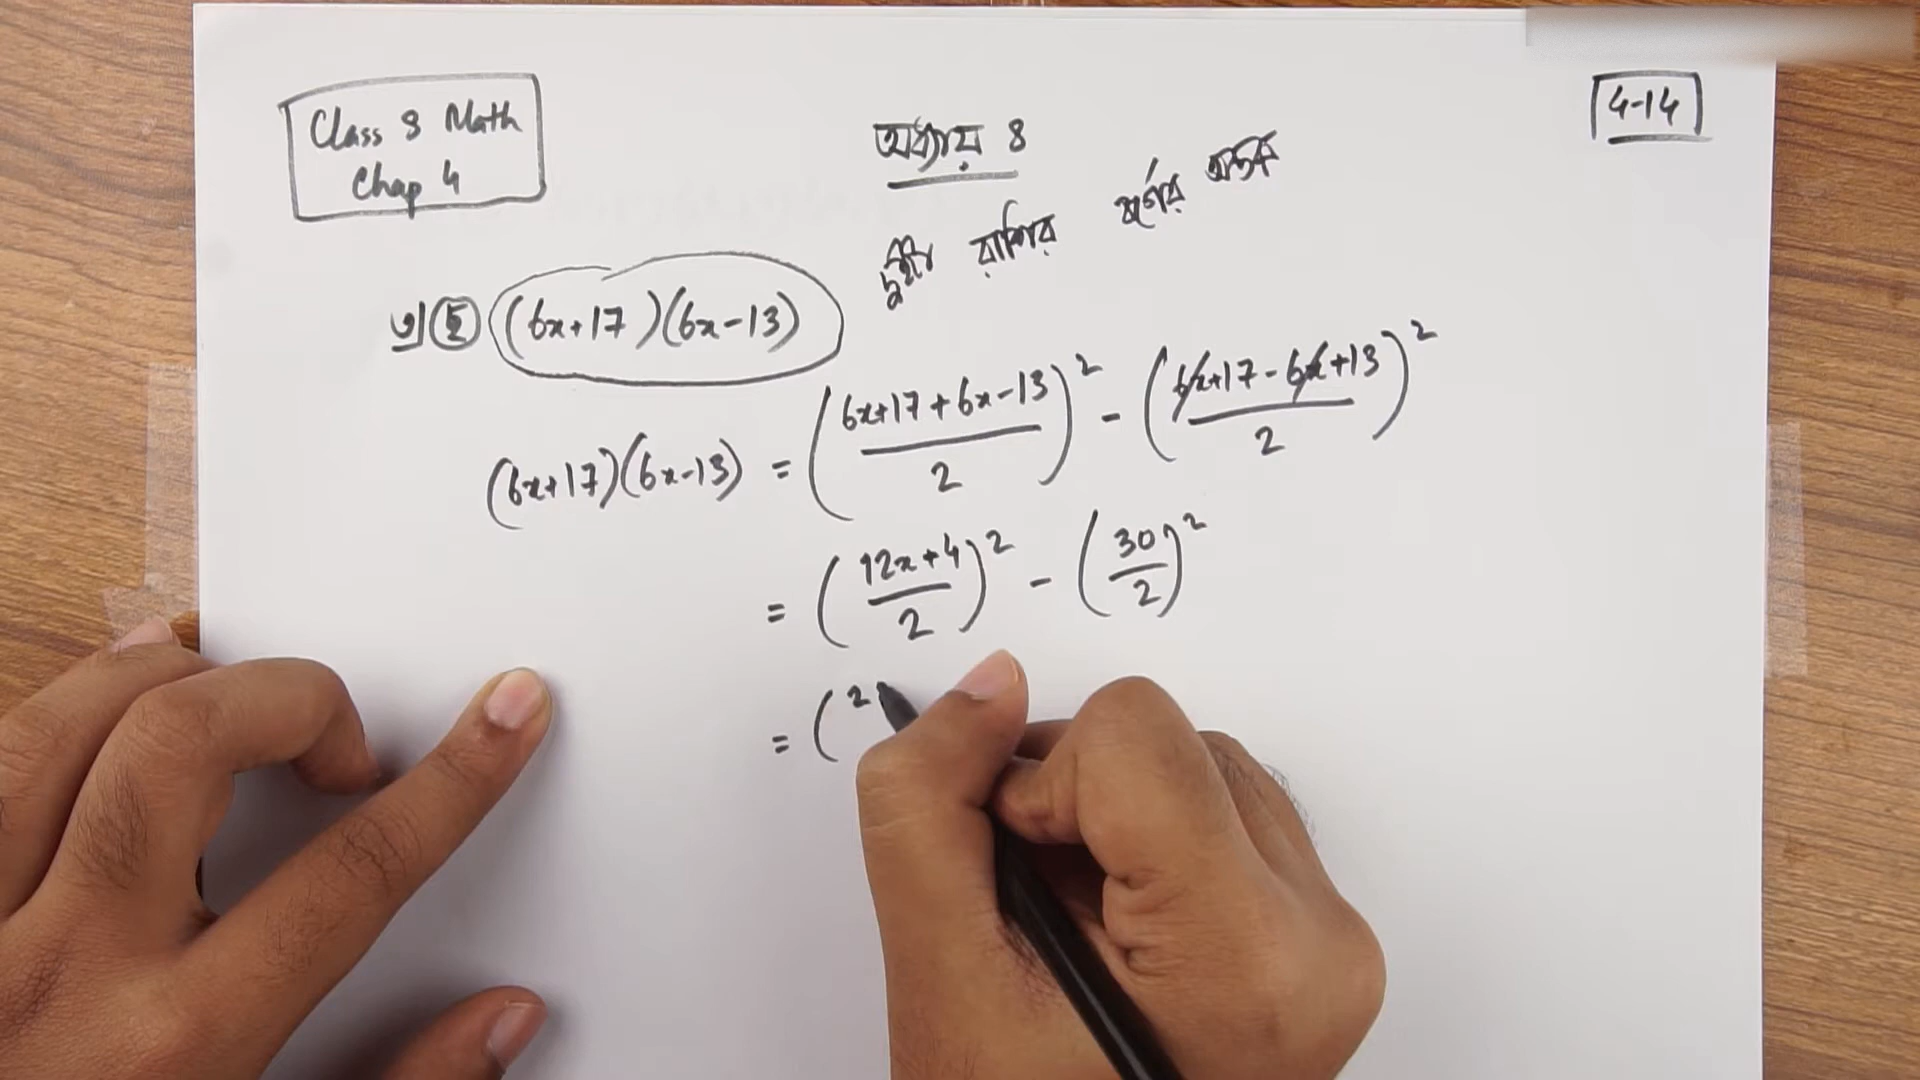 Class 8 Math
Chap 4
অধ্যায় ৪
4-14
দুইটি রাশির বর্গের অন্তর
৩। (6x+17)(6x-13)
(6x+17)(6x-13) = ((6x+17+6x-13)/2)² - ((6x+17-6x+13)/2)²
= ((12x+4)/2)² - (30/2)²
= (2